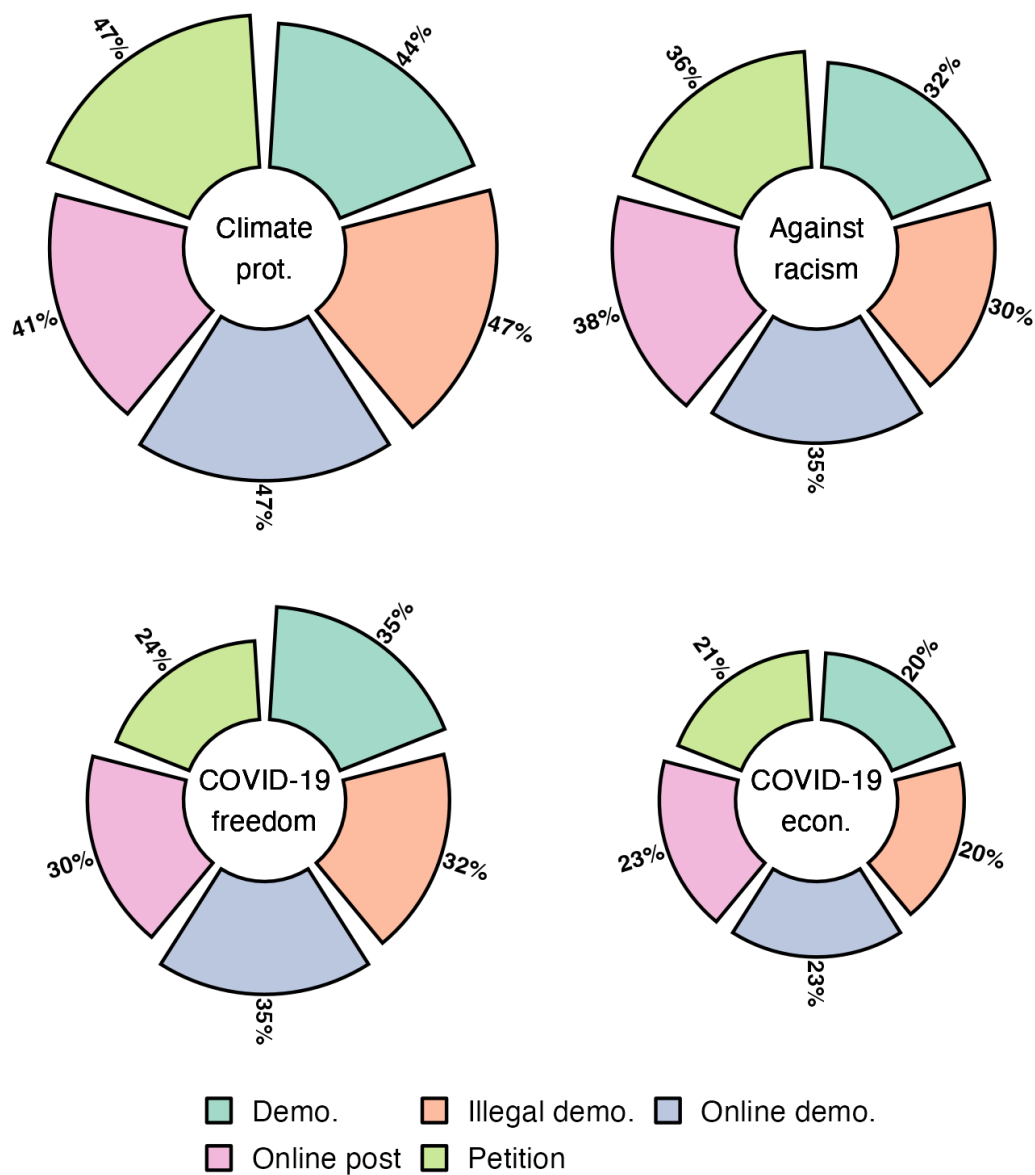 47%
44%
Climate
prot.
41%
47%
47%
36%
32%
Against
racism
38%
30%
35%
24%
35%
COVID-19
freedom
30%
32%
35%
21%
20%
COVID-19
econ.
23%
20%
23%
Demo.
Illegal demo.
Online demo.
Online post
Petition